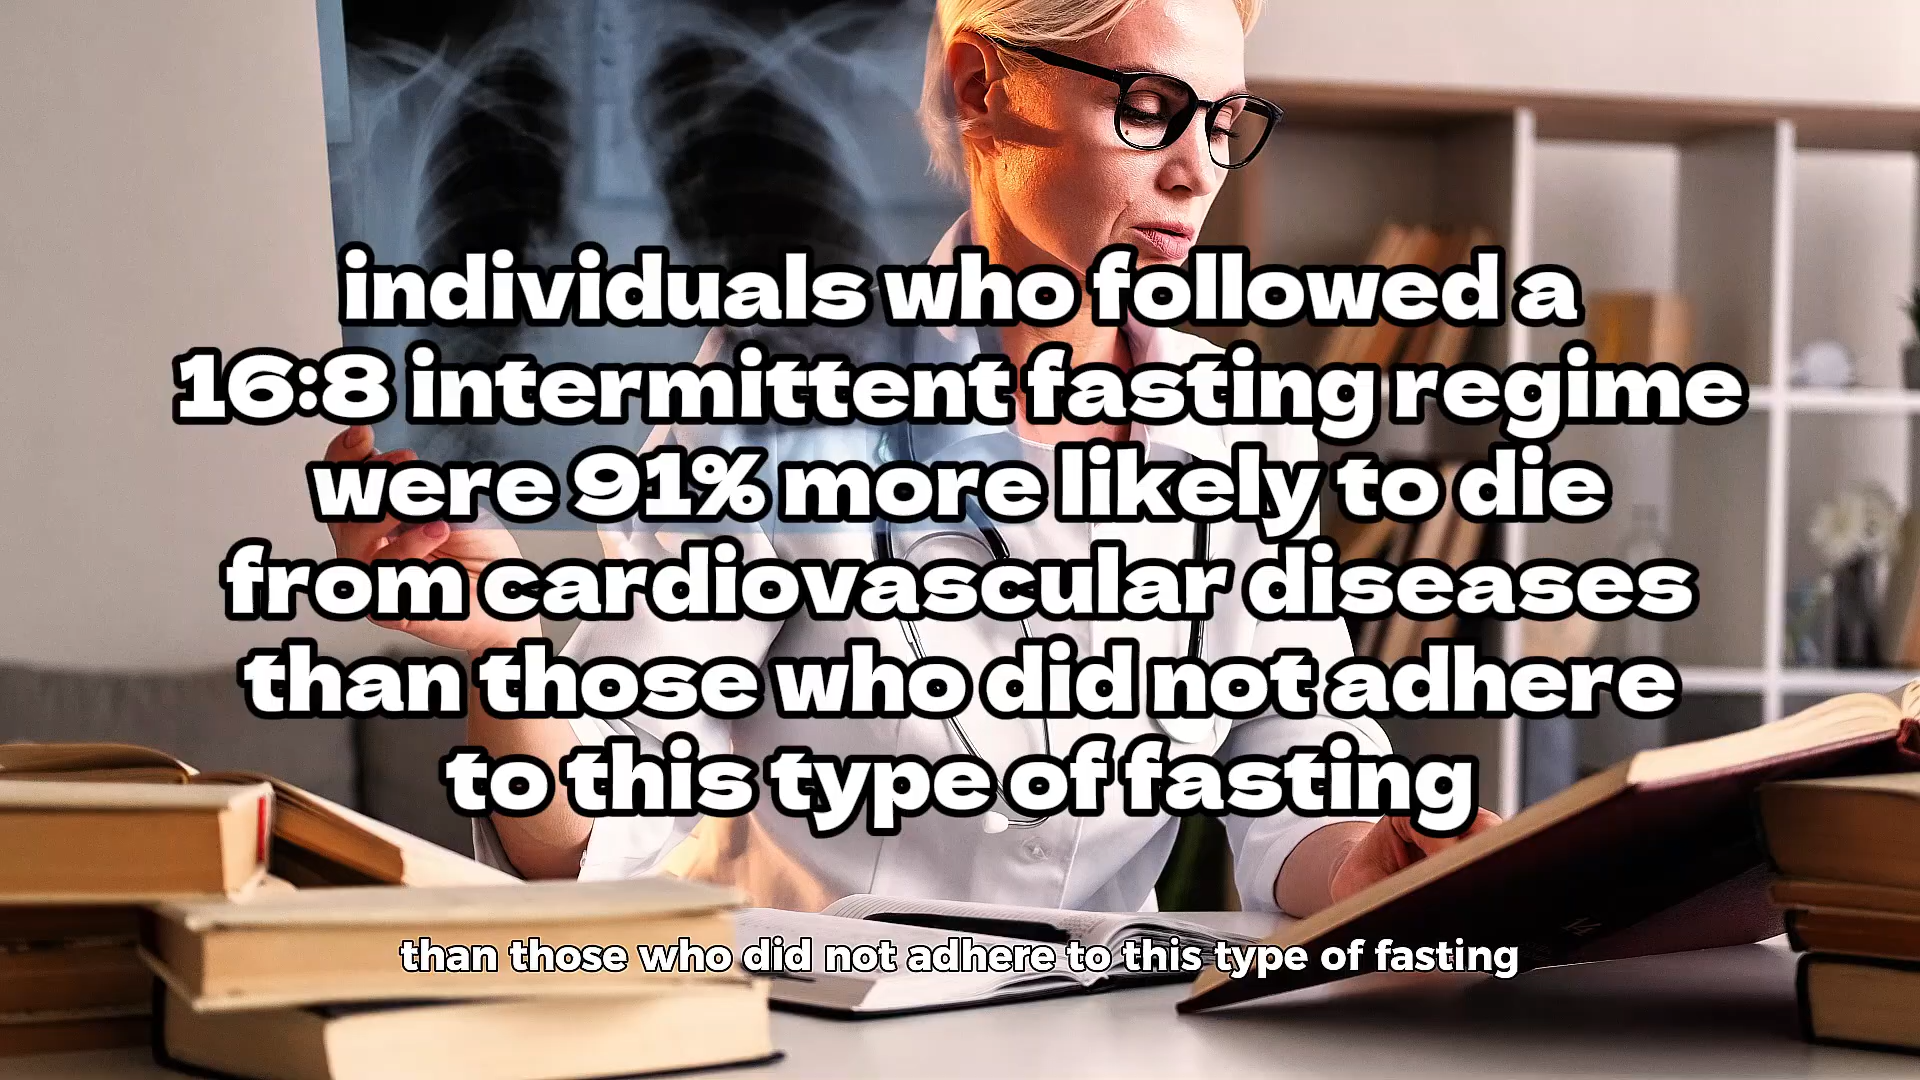 individuals who followed a
16:8 intermittent fasting regime
were 91% more likely to die
from cardiovascular diseases
than those who did not adhere
to this type of fasting
than those who did not adhere to this type of fasting